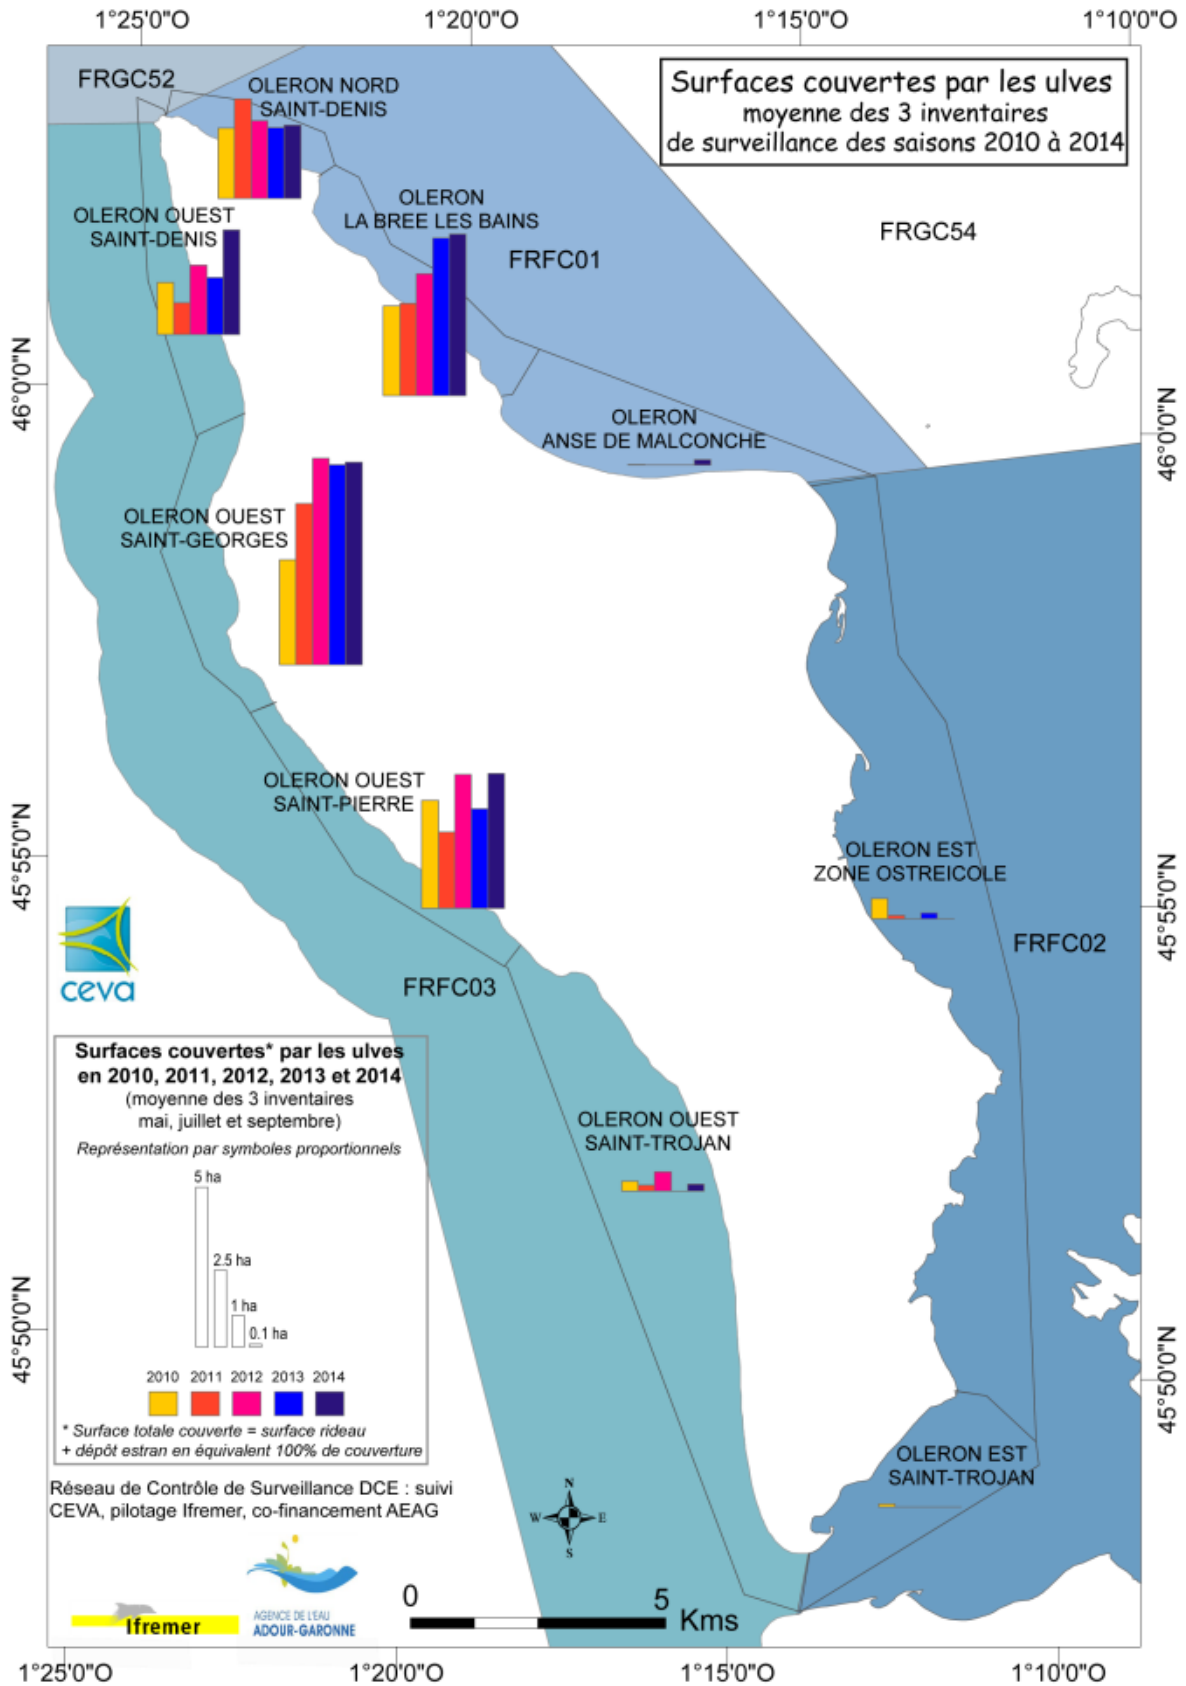 1°25'0"O
1°20'0"O
1°15'0"O
1°10'0"O
Surfaces couvertes par les ulves
moyenne des 3 inventaires
de surveillance des saisons 2010 à 2014
FRGC52
OLERON NORD
SAINT-DENIS
OLERON OUEST
SAINT-DENIS
OLERON
LA BREE LES BAINS
FRFC01
FRGC54
46°0'0"N
46°0'0"N
OLERON
ANSE DE MALCONCHE
OLERON OUEST
SAINT-GEORGES
OLERON OUEST
SAINT-PIERRE
OLERON EST
ZONE OSTREICOLE
45°55'0"N
45°55'0"N
FRFC02
FRFC03
ceva
OLERON OUEST
SAINT-TROJAN
Surfaces couvertes* par les ulves
en 2010, 2011, 2012, 2013 et 2014
(moyenne des 3 inventaires
mai, juillet et septembre)
Représentation par symboles proportionnels
5 ha
2.5 ha
1 ha
0.1 ha
2010 2011 2012 2013 2014
* Surface totale couverte = surface rideau
+ dépôt estran en équivalent 100% de couverture
45°50'0"N
45°50'0"N
OLERON EST
SAINT-TROJAN
Réseau de Contrôle de Surveillance DCE : suivi
CEVA, pilotage Ifremer, co-financement AEAG
N
W E
S
0 5
Kms
Ifremer
AGENCE DE L'EAU
ADOUR-GARONNE
1°25'0"O
1°20'0"O
1°15'0"O
1°10'0"O